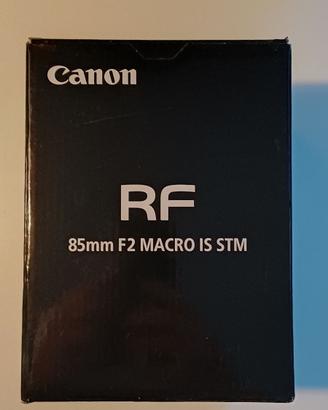 Canon
RF
85mm F2 MACRO IS STM